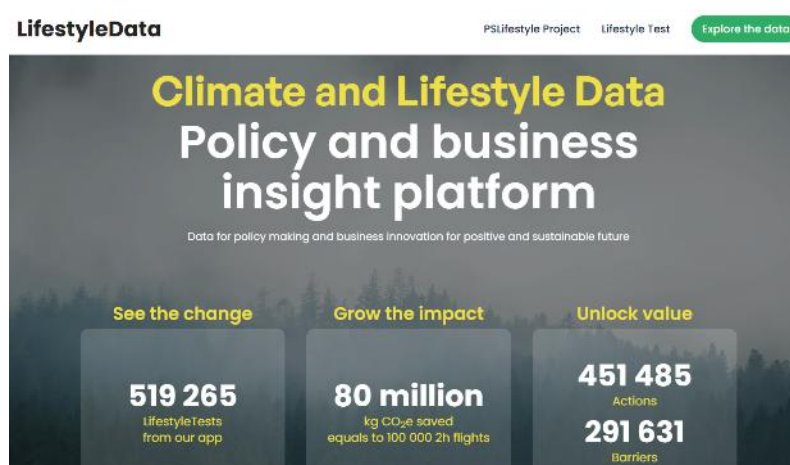 LifestyleData
PSLifestyle Project
Lifestyle Test
Explore the data
Climate and Lifestyle Data
Policy and business
insight platform
Data for policy making and business innovation for positive and sustainable future
See the change
519 265
LifestyleTests
from our app
Grow the impact
80 million
kg CO₂e saved
equals to 100 000 2h flights
Unlock value
451 485
Actions
291 631
Barriers